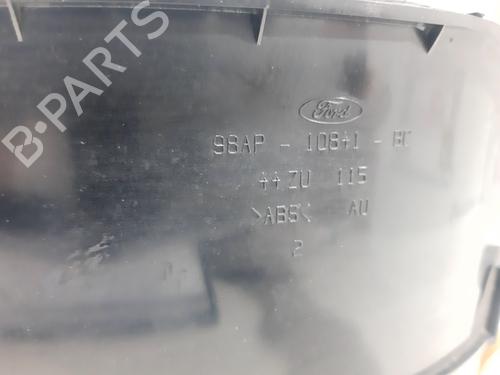 B-PARTS
Ford
98AP - 10841 - BC
44ZU 115
>ABS< AU
2